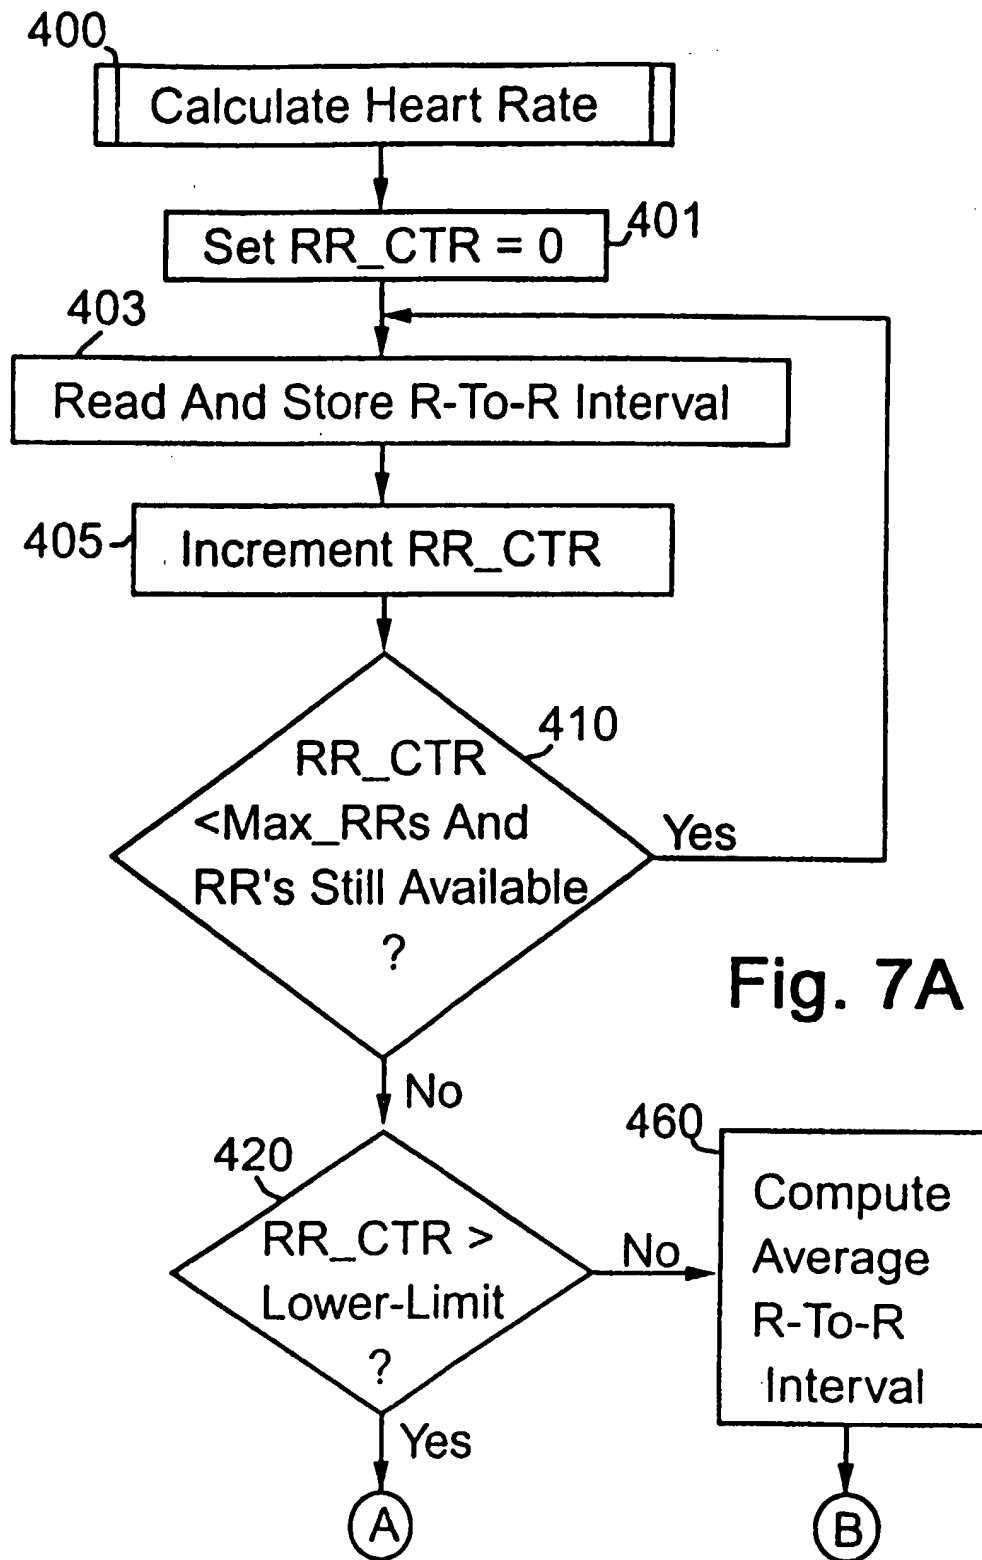 400
Calculate Heart Rate
Set RR_CTR = 0
401
403
Read And Store R-To-R Interval
405
Increment RR_CTR
410
RR_CTR
<Max_RRs And
RR's Still Available
?
Yes
Fig. 7A
No
420
RR_CTR >
Lower-Limit
?
No
460
Compute
Average
R-To-R
Interval
Yes
A
B